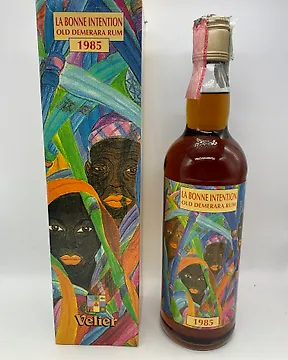 LA BONNE INTENTION
OLD DEMERARA RUM
1985
Velier
LA BONNE INTENTION
OLD DEMERARA RUM
1985